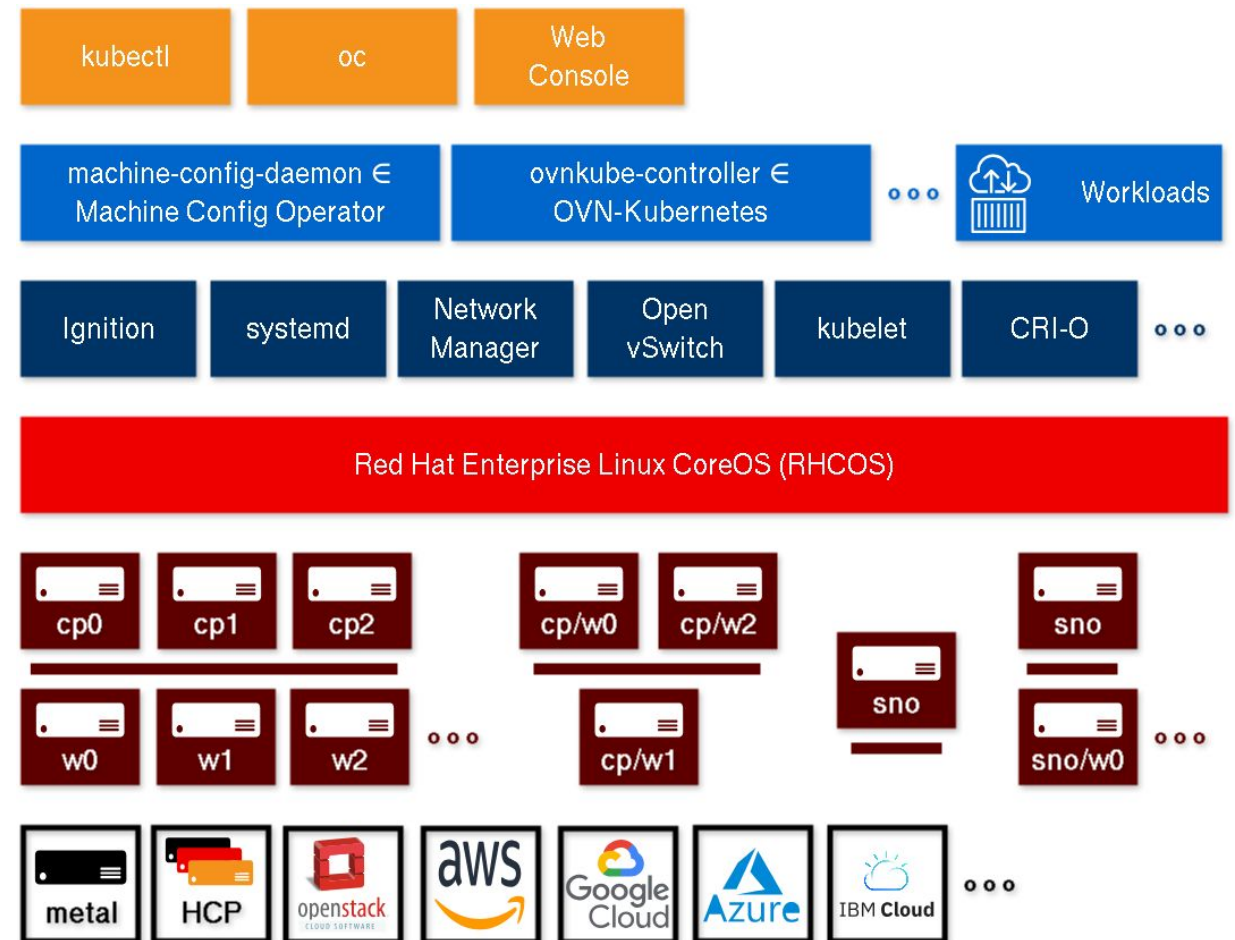 kubectl
oc
Web
Console
machine-config-daemon ∈
Machine Config Operator
ovnkube-controller ∈
OVN-Kubernetes
Workloads
Ignition
systemd
Network
Manager
Open
vSwitch
kubelet
CRI-O
Red Hat Enterprise Linux CoreOS (RHCOS)
cp0
cp1
cp2
cp/w0
cp/w2
sno
sno
w0
w1
w2
cp/w1
sno/w0
metal
HCP
openstack
CLOUD SOFTWARE
aws
Google
Cloud
Azure
IBM Cloud